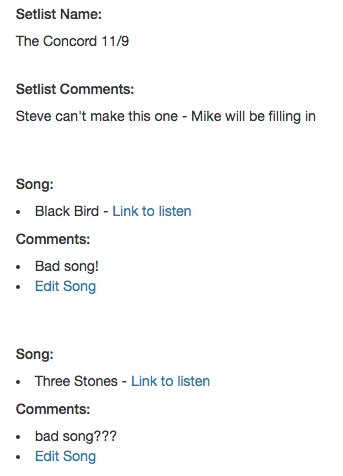 Setlist Name:
The Concord 11/9
Setlist Comments:
Steve can't make this one - Mike will be filling in
Song:
• Black Bird - Link to listen
Comments:
• Bad song!
• Edit Song
Song:
• Three Stones - Link to listen
Comments:
• bad song???
• Edit Song